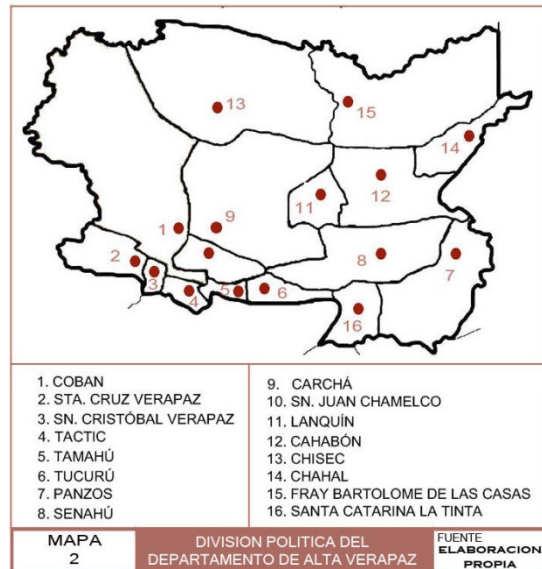 13
15
14
12
11
1
9
2
3
8
7
4
5
6
16
1. COBAN
2. STA. CRUZ VERAPAZ
3. SN. CRISTÓBAL VERAPAZ
4. TACTIC
5. TAMAHÚ
6. TUCURÚ
7. PANZOS
8. SENAHÚ
9. CARCHÁ
10. SN. JUAN CHAMELCO
11. LANQUÍN
12. CAHABÓN
13. CHISEC
14. CHAHAL
15. FRAY BARTOLOME DE LAS CASAS
16. SANTA CATARINA LA TINTA
MAPA
2
DIVISION POLITICA DEL
DEPARTAMENTO DE ALTA VERAPAZ
FUENTE
ELABORACION
PROPIA